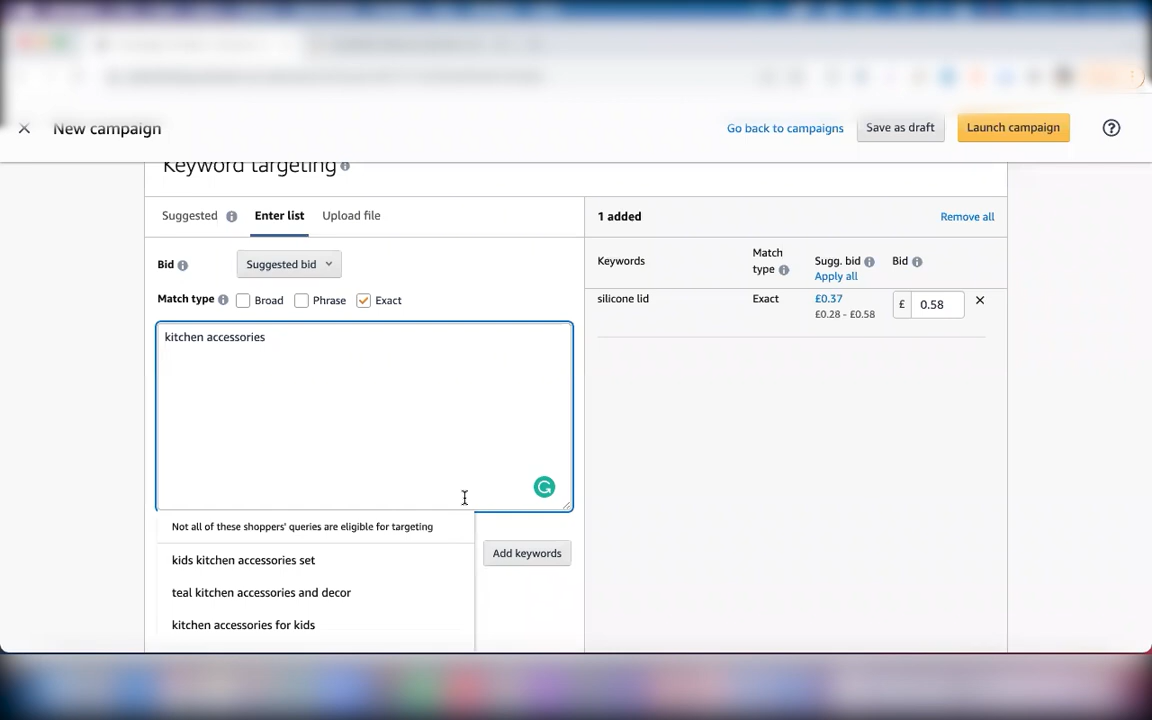 New campaign
Go back to campaigns
Save as draft
Launch campaign
Keyword targeting
Suggested
Enter list
Upload file
1 added
Remove all
Bid
Suggested bid
Keywords
Match type
Sugg. bid
Apply all
Bid
Match type
Broad
Phrase
Exact
silicone lid
Exact
£0.37
£0.28 - £0.58
£
0.58
kitchen accessories
Not all of these shoppers' queries are eligible for targeting
kids kitchen accessories set
teal kitchen accessories and decor
kitchen accessories for kids
Add keywords